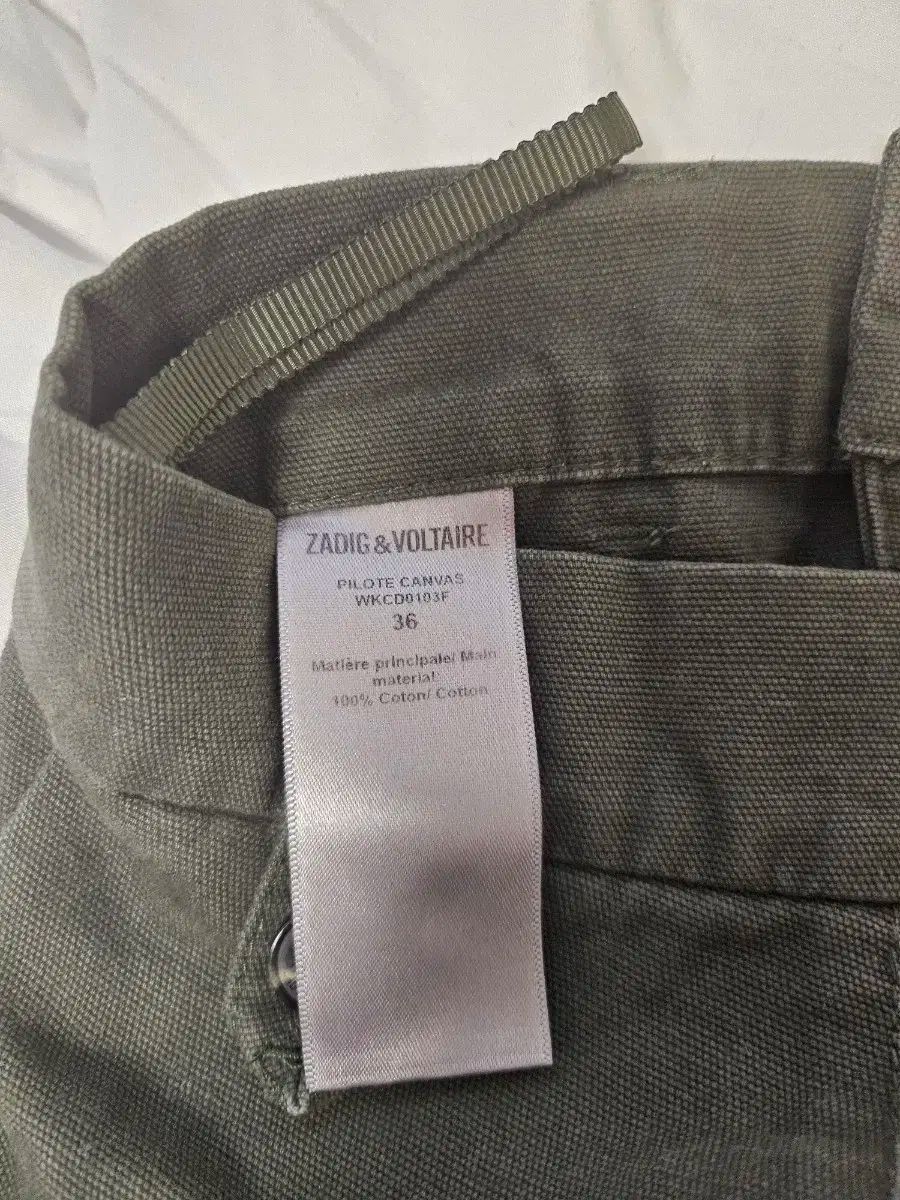 ZADIG & VOLTAIRE
PILOTE CANVAS
WKCD0103F
36
Matière principale/ Main
material
100% Coton/ Cotton